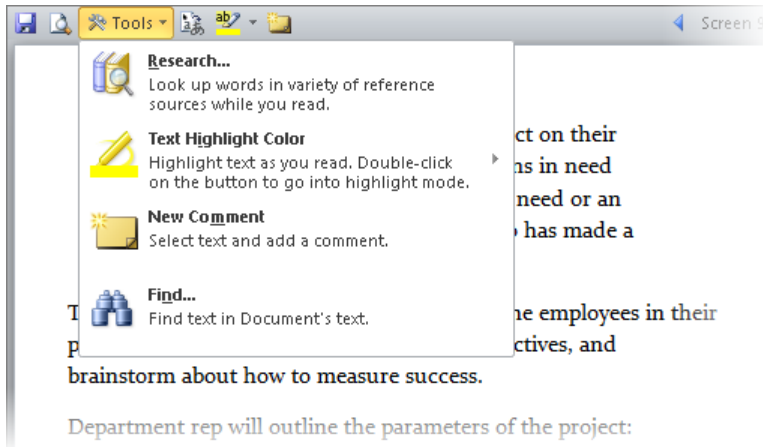 Tools
Screen
Research...
Look up words in variety of reference
sources while you read.
Text Highlight Color
Highlight text as you read. Double-click
on the button to go into highlight mode.
New Comment
Select text and add a comment.
Find...
Find text in Document's text.
ct on their
ns in need
need or an
has made a
T
ne employees in their
p
ctives, and
brainstorm about how to measure success.
Department rep will outline the parameters of the project: